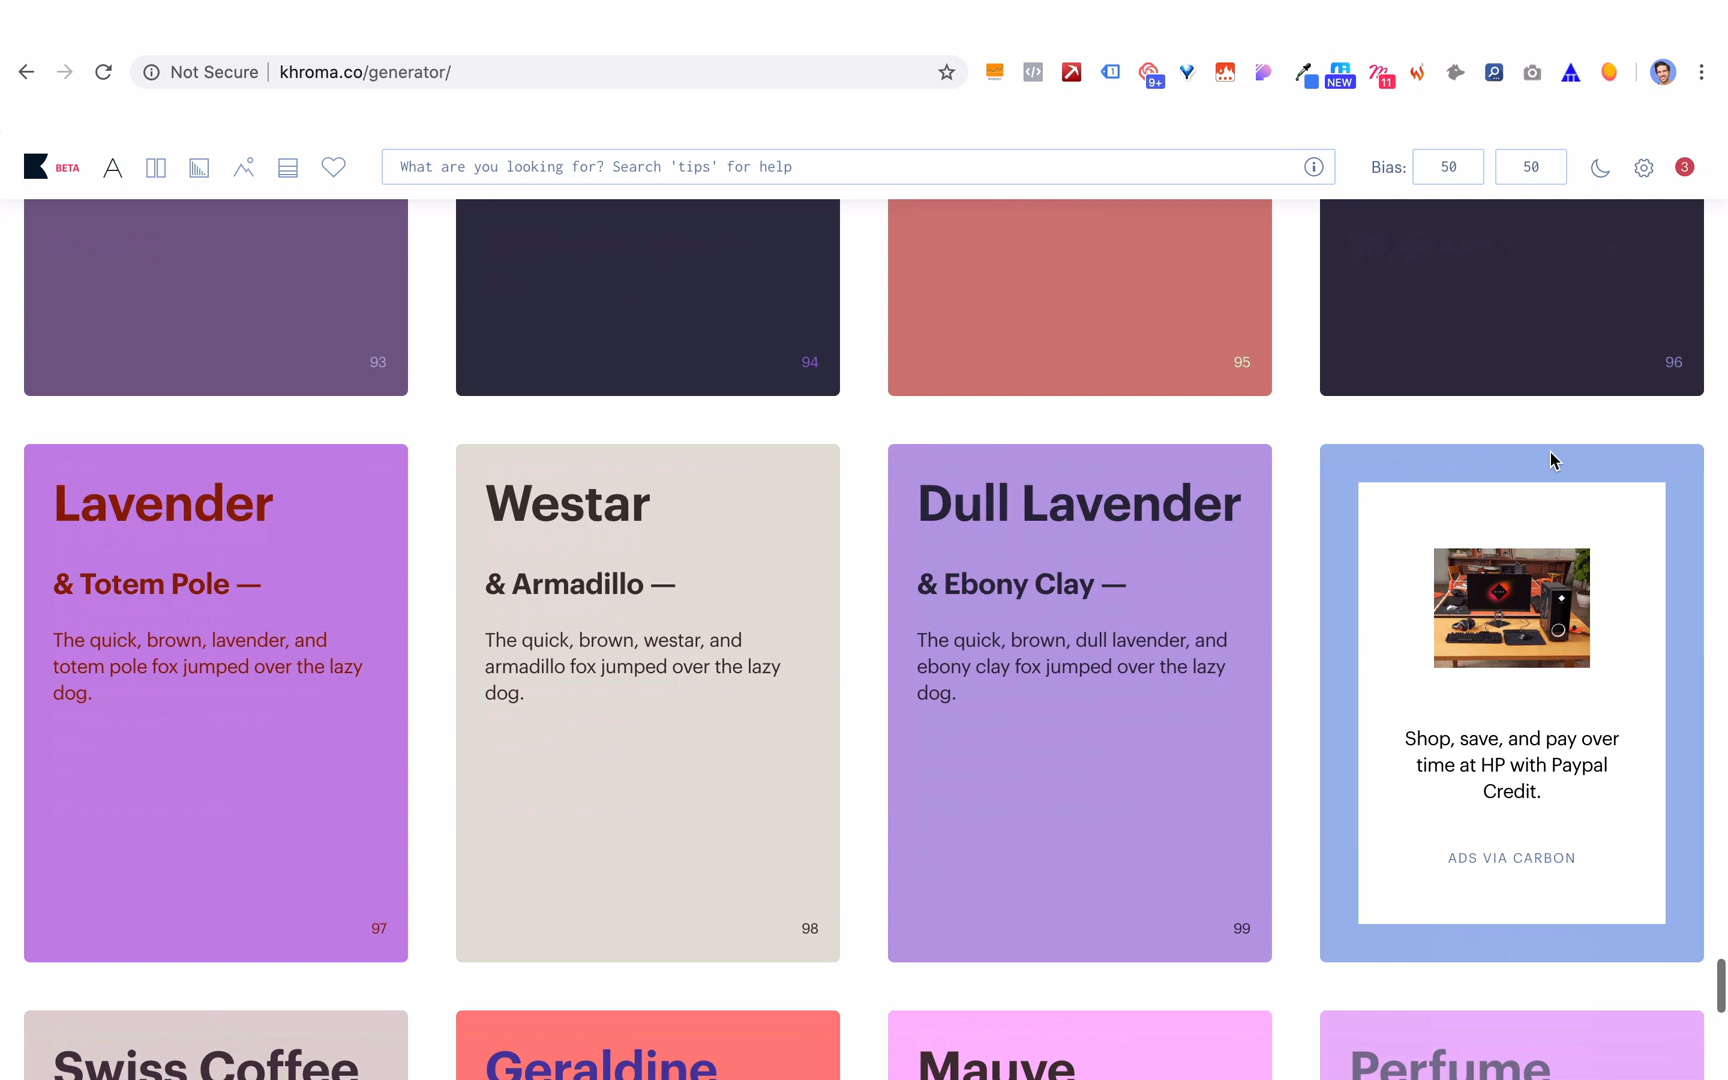 Not Secure khroma.co/generator/
9+
1
NEW
11
BETA
What are you looking for? Search 'tips' for help
Bias: 50 50
3
93
94
95
96
Lavender
& Totem Pole —
The quick, brown, lavender, and
totem pole fox jumped over the lazy
dog.
97
Westar
& Armadillo —
The quick, brown, westar, and
armadillo fox jumped over the lazy
dog.
98
Dull Lavender
& Ebony Clay —
The quick, brown, dull lavender, and
ebony clay fox jumped over the lazy
dog.
99
Shop, save, and pay over
time at HP with Paypal
Credit.
ADS VIA CARBON
Swiss Coffee
Geraldine
Mauve
Perfume